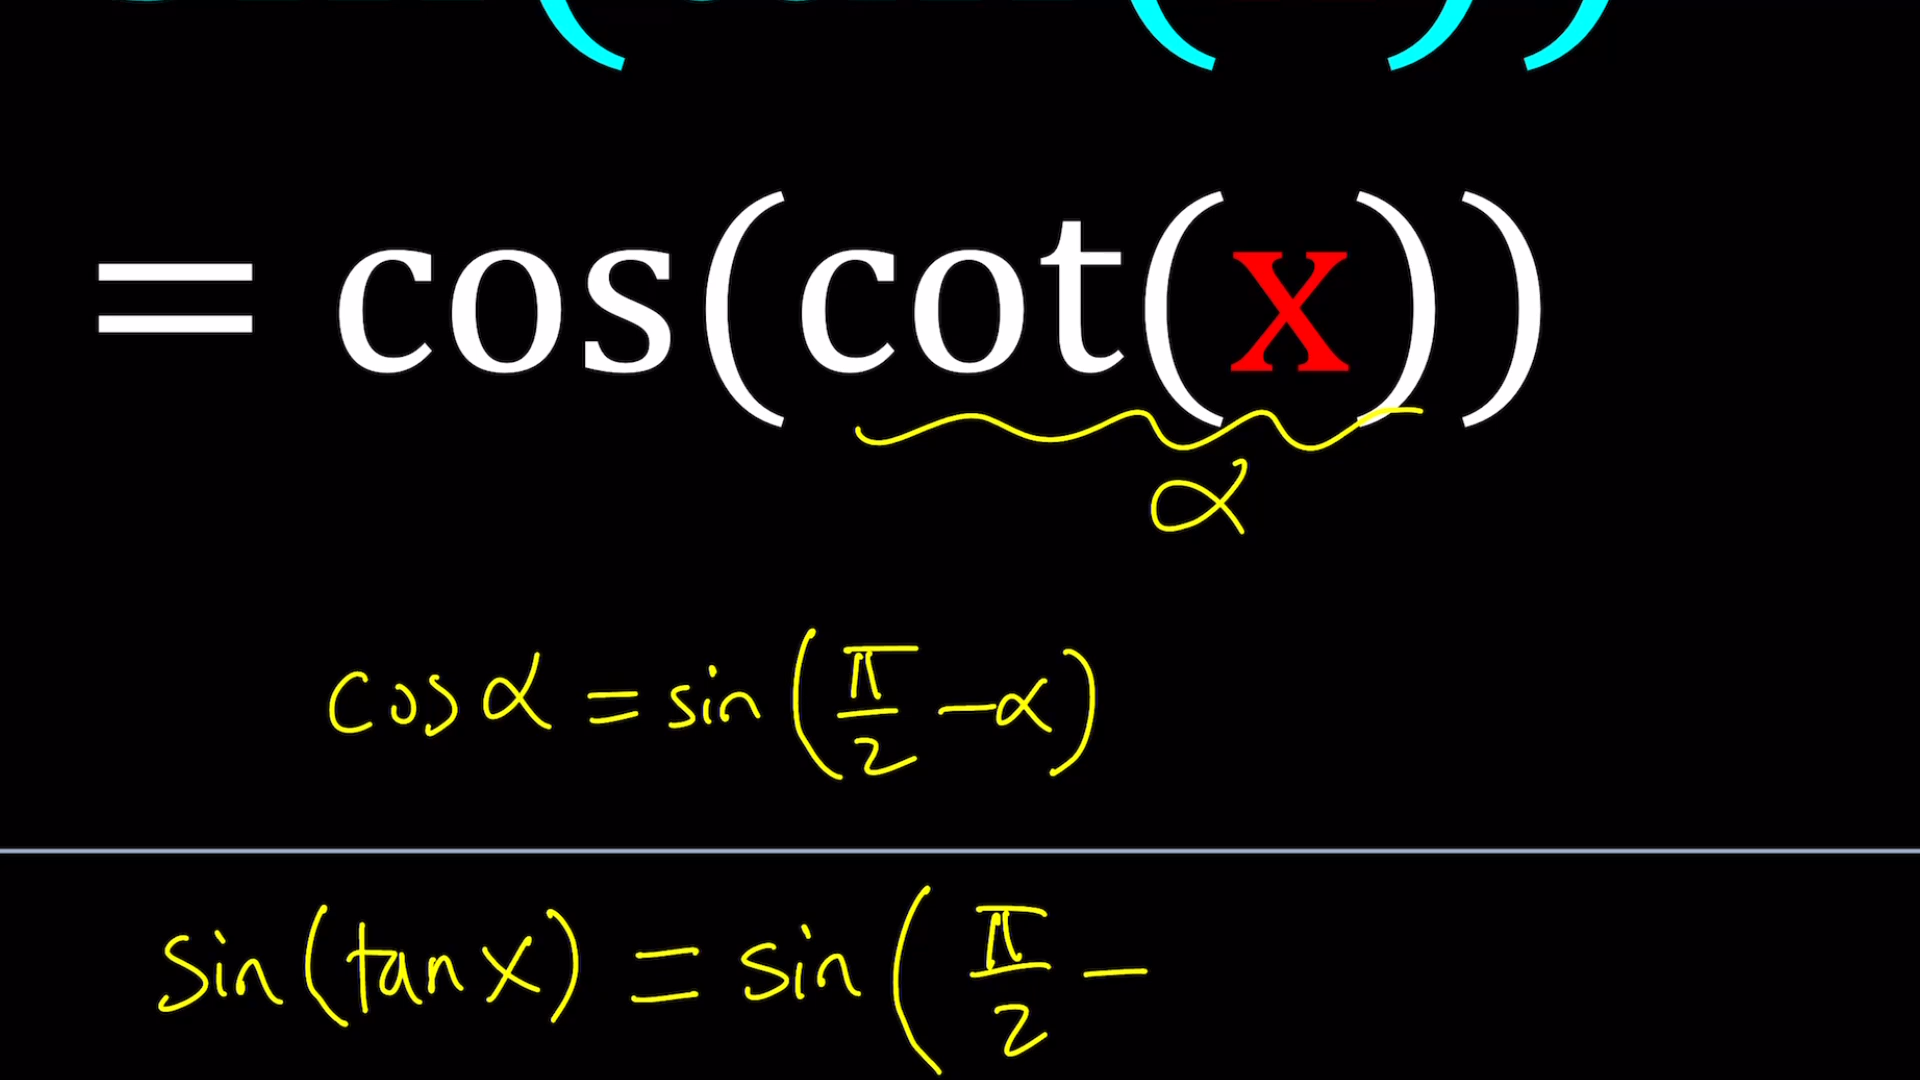 = cos(cot(x))
α
cos α = sin(π/2 − α)
sin(tan x) = sin(π/2 −